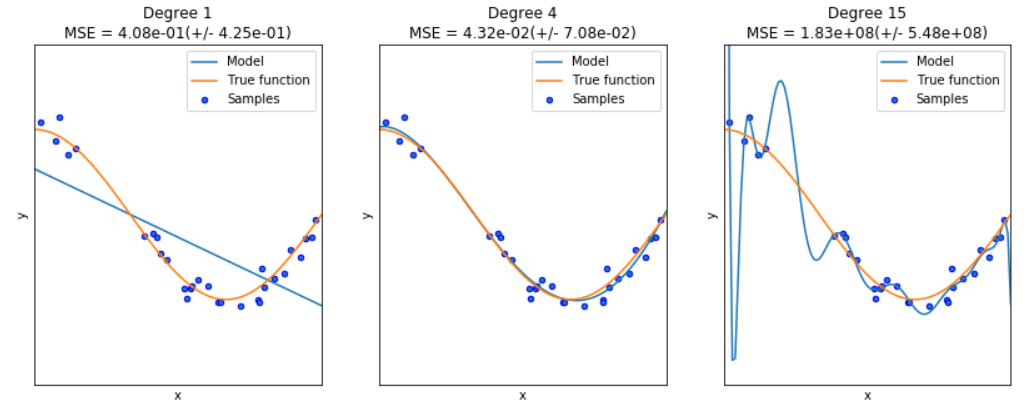 Degree 1
MSE = 4.08e-01(+/- 4.25e-01)
Model
True function
Samples
y
x
Degree 4
MSE = 4.32e-02(+/- 7.08e-02)
Model
True function
Samples
y
x
Degree 15
MSE = 1.83e+08(+/- 5.48e+08)
Model
True function
Samples
y
x